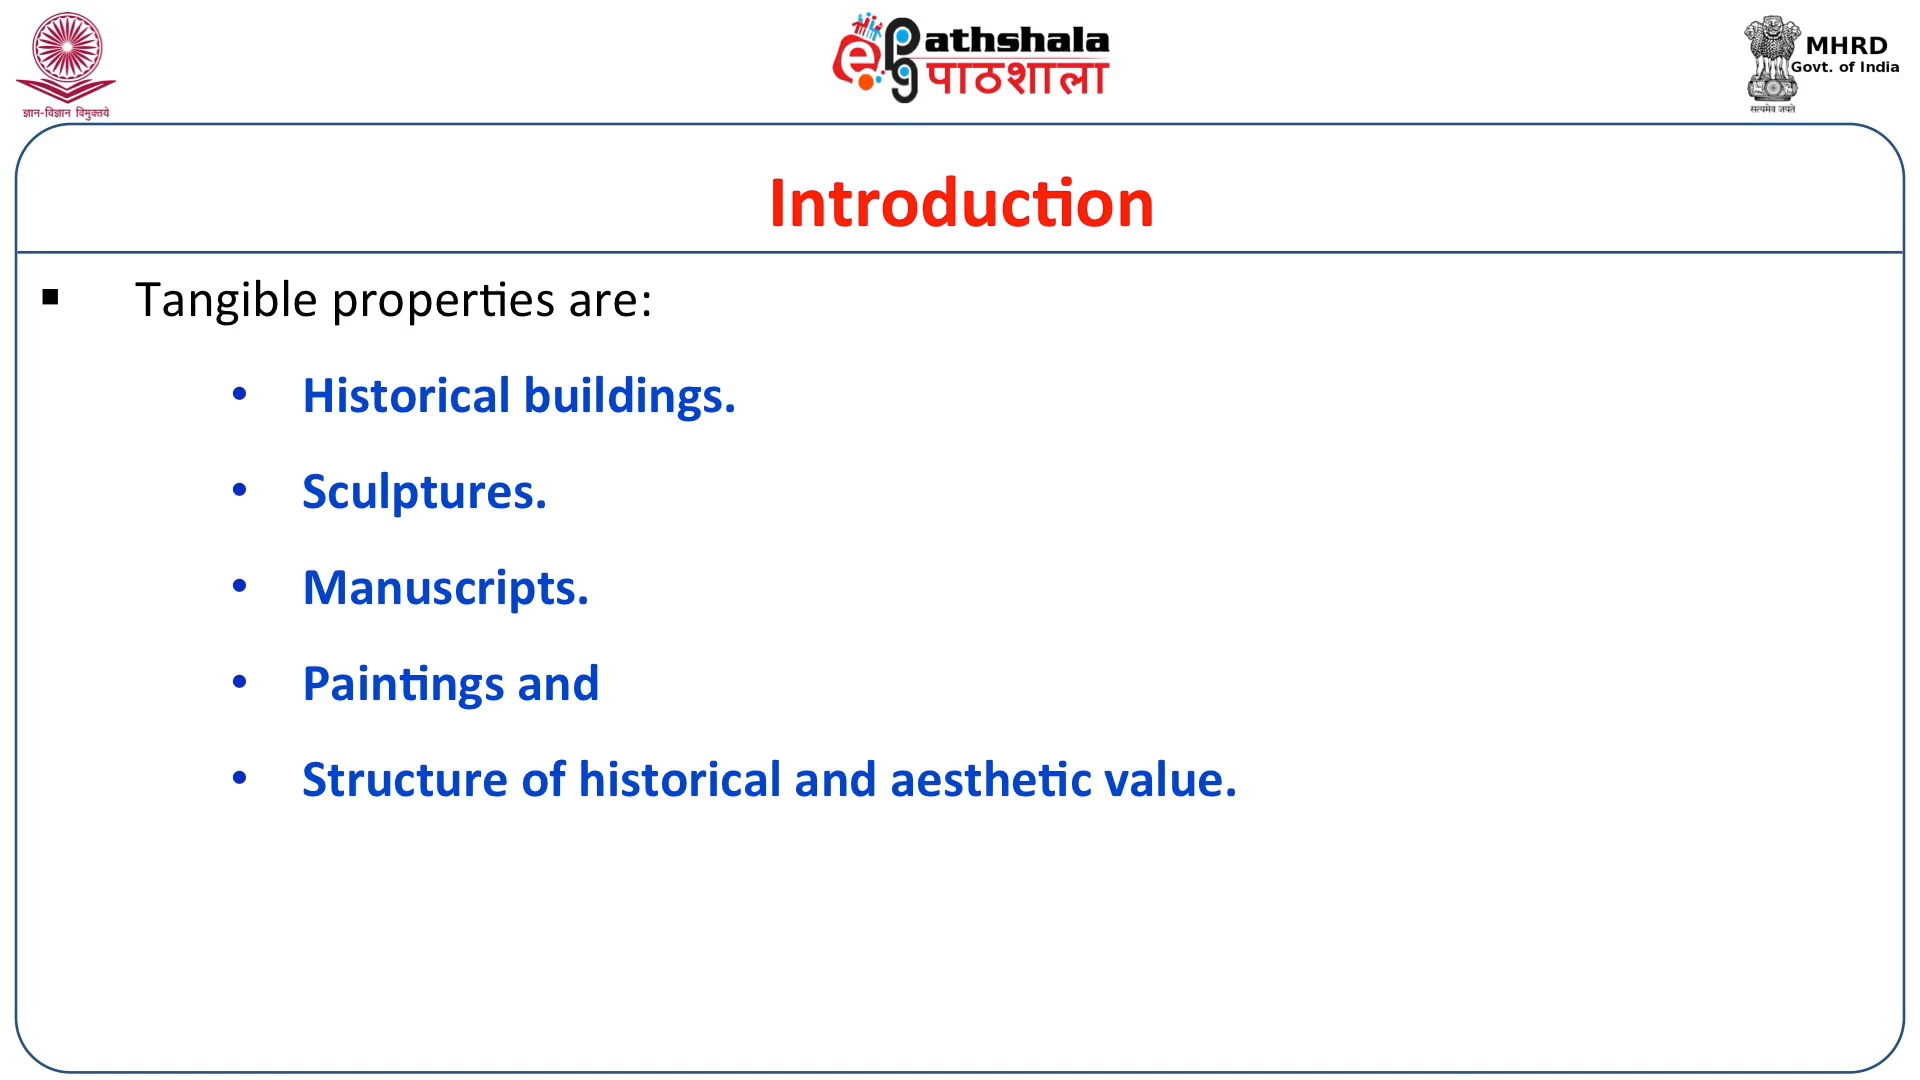 ज्ञान-विज्ञान विमुक्तये
e Pathshala
pg पाठशाला
MHRD
Govt. of India
सत्यमेव जयते
Introduction
▪ Tangible properties are:
• Historical buildings.
• Sculptures.
• Manuscripts.
• Paintings and
• Structure of historical and aesthetic value.